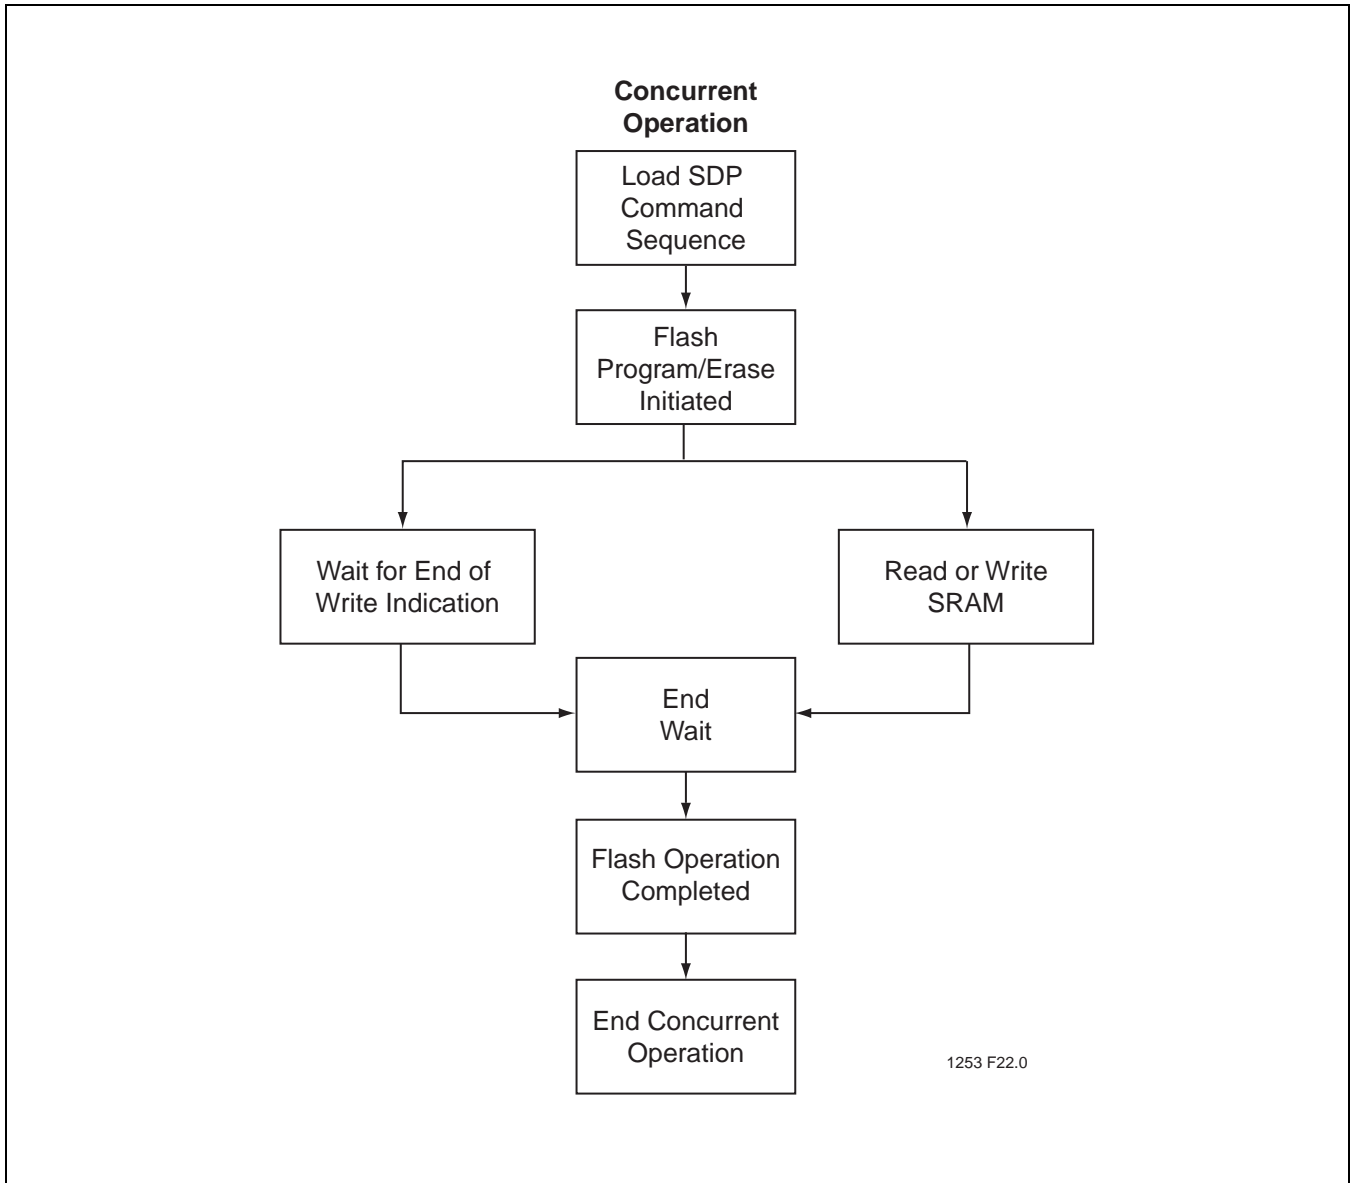 Concurrent
Operation
Load SDP
Command
Sequence
Flash
Program/Erase
Initiated
Wait for End of
Write Indication
Read or Write
SRAM
End
Wait
Flash Operation
Completed
End Concurrent
Operation
1253 F22.0